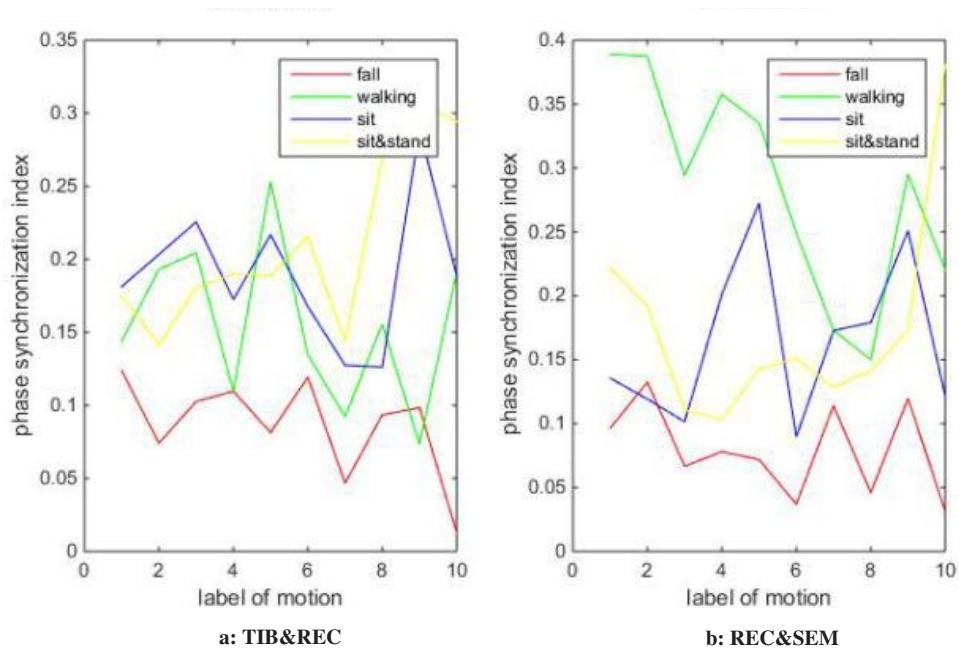 0.35
0.3
0.25
0.2
0.15
0.1
0.05
0
0 2 4 6 8 10
phase synchronization index
label of motion
fall
walking
sit
sit&stand
a: TIB&REC
0.4
0.35
0.3
0.25
0.2
0.15
0.1
0.05
0
0 2 4 6 8 10
phase synchronization index
label of motion
fall
walking
sit
sit&stand
b: REC&SEM